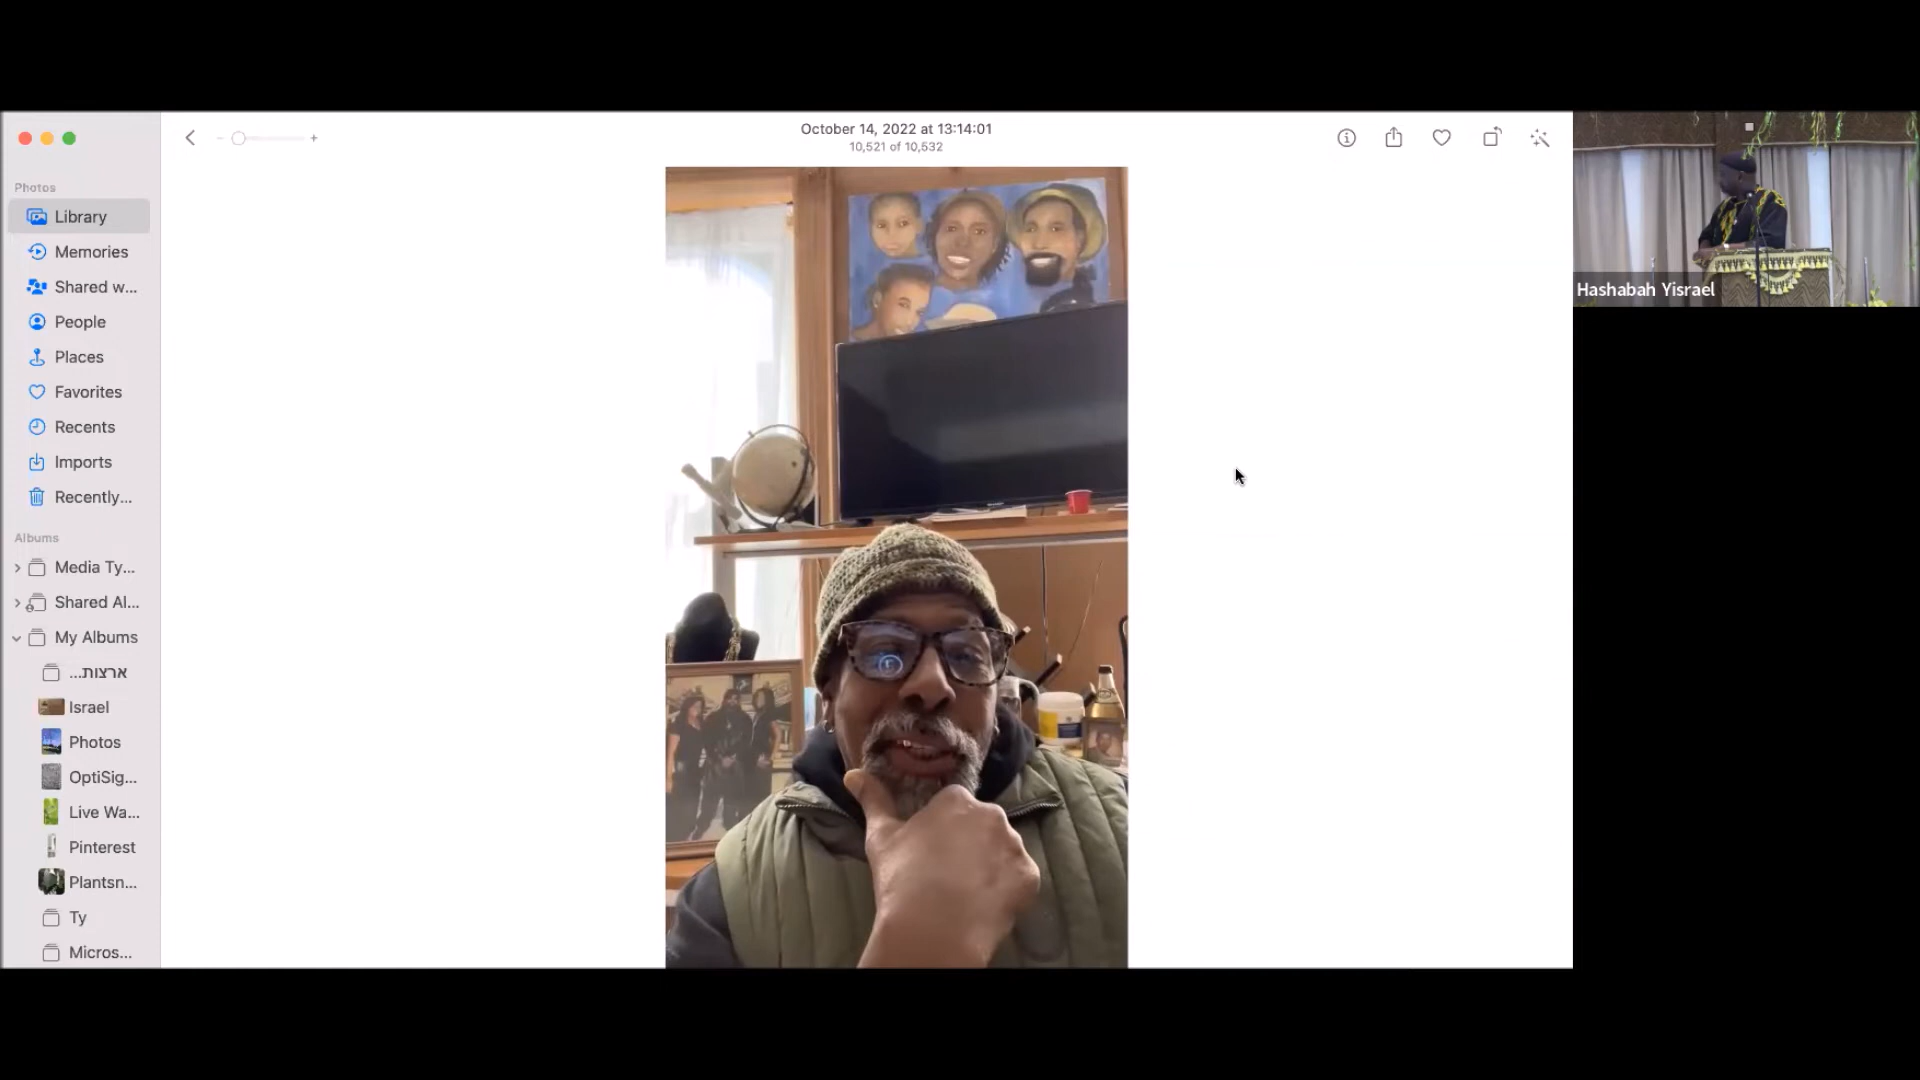 October 14, 2022 at 13:14:01
10,521 of 10,532
Photos
Library
Memories
Shared w...
People
Places
Favorites
Recents
Imports
Recently...
Albums
Media Ty...
Shared Al...
My Albums
ארצות...
Israel
Photos
OptiSig...
Live Wa...
Pinterest
Plantsn...
Ty
Micros...
Hashabah Yisrael